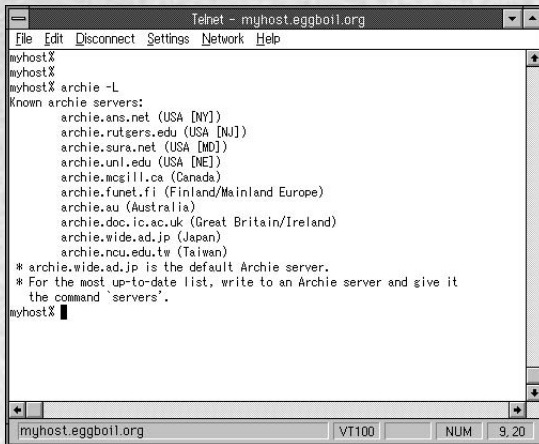 Telnet - myhost.eggboil.org
File Edit Disconnect Settings Network Help
myhost%
myhost%
myhost% archie -L
Known archie servers:
archie.ans.net (USA [NY])
archie.rutgers.edu (USA [NJ])
archie.sura.net (USA [MD])
archie.unl.edu (USA [NE])
archie.mcgill.ca (Canada)
archie.funet.fi (Finland/Mainland Europe)
archie.au (Australia)
archie.doc.ic.ac.uk (Great Britain/Ireland)
archie.wide.ad.jp (Japan)
archie.ncu.edu.tw (Taiwan)
* archie.wide.ad.jp is the default Archie server.
* For the most up-to-date list, write to an Archie server and give it
the command `servers'.
myhost%
myhost.eggboil.org VT100 NUM 9, 20